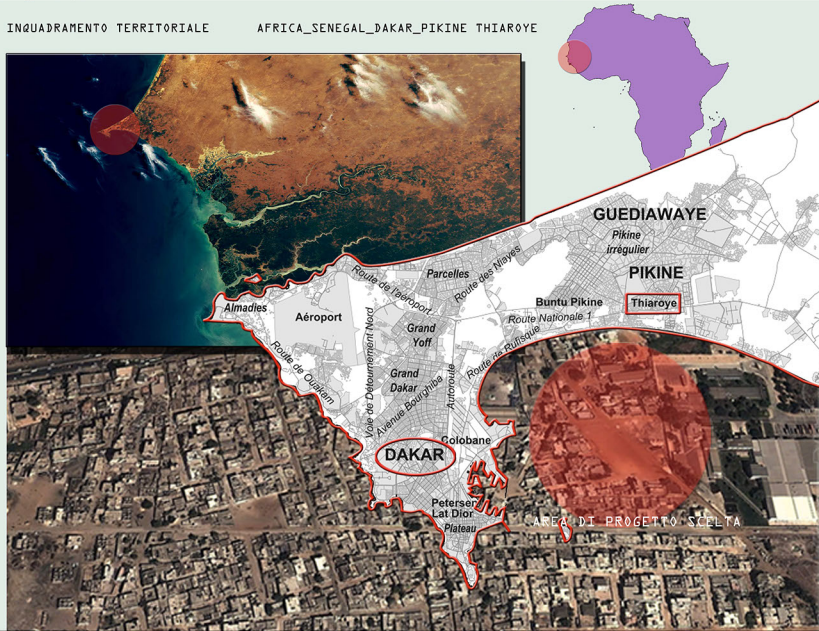 INQUADRAMENTO TERRITORIALE
AFRICA_SENEGAL_DAKAR_PIKINE THIAROYE
GUEDIAWAYE
Pikine
irrégulier
PIKINE
Thiaroye
Parcelles
Route des Niayes
Route de l'aéroport
Almadies
Aéroport
Buntu Pikine
Route Nationale 1
Grand
Yoff
Route de Rufisque
Voie de Détournement Nord
Route de Ouakam
Grand
Dakar
Avenue Bourghiba
Autoroute
Colobane
DAKAR
Petersen
Lat Dior
Plateau
AREA DI PROGETTO SCELTA